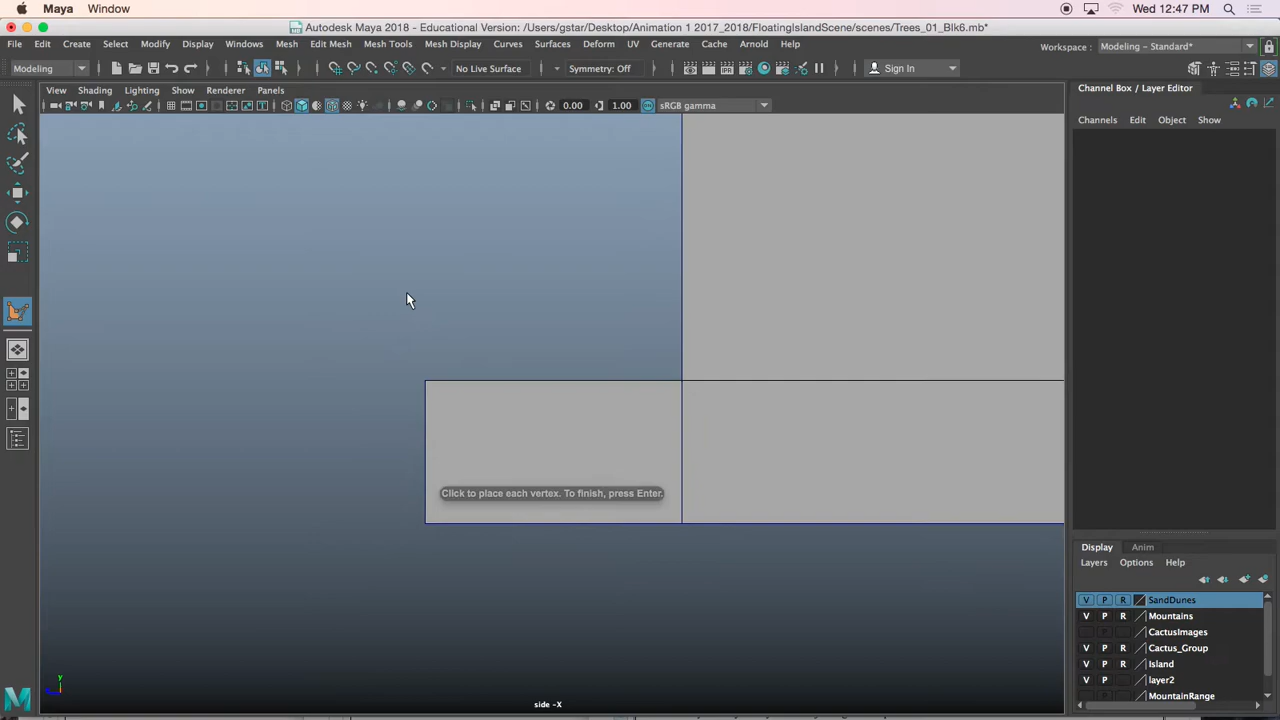 Maya Window Wed 12:47 PM
Autodesk Maya 2018 - Educational Version: /Users/gstar/Desktop/Animation 1 2017_2018/FloatingIslandScene/scenes/Trees_01_Blk6.mb*
File Edit Create Select Modify Display Windows Mesh Edit Mesh Mesh Tools Mesh Display Curves Surfaces Deform UV Generate Cache Arnold Help Workspace : Modeling - Standard*
Modeling No Live Surface Symmetry: Off Sign In
View Shading Lighting Show Renderer Panels Channel Box / Layer Editor
0.00 1.00 sRGB gamma
Channels Edit Object Show
Click to place each vertex. To finish, press Enter.
Display Anim
Layers Options Help
V P R SandDunes
V P R Mountains
P CactusImages
V P R Cactus_Group
V P R Island
V P layer2
MountainRange
y
side -X
M